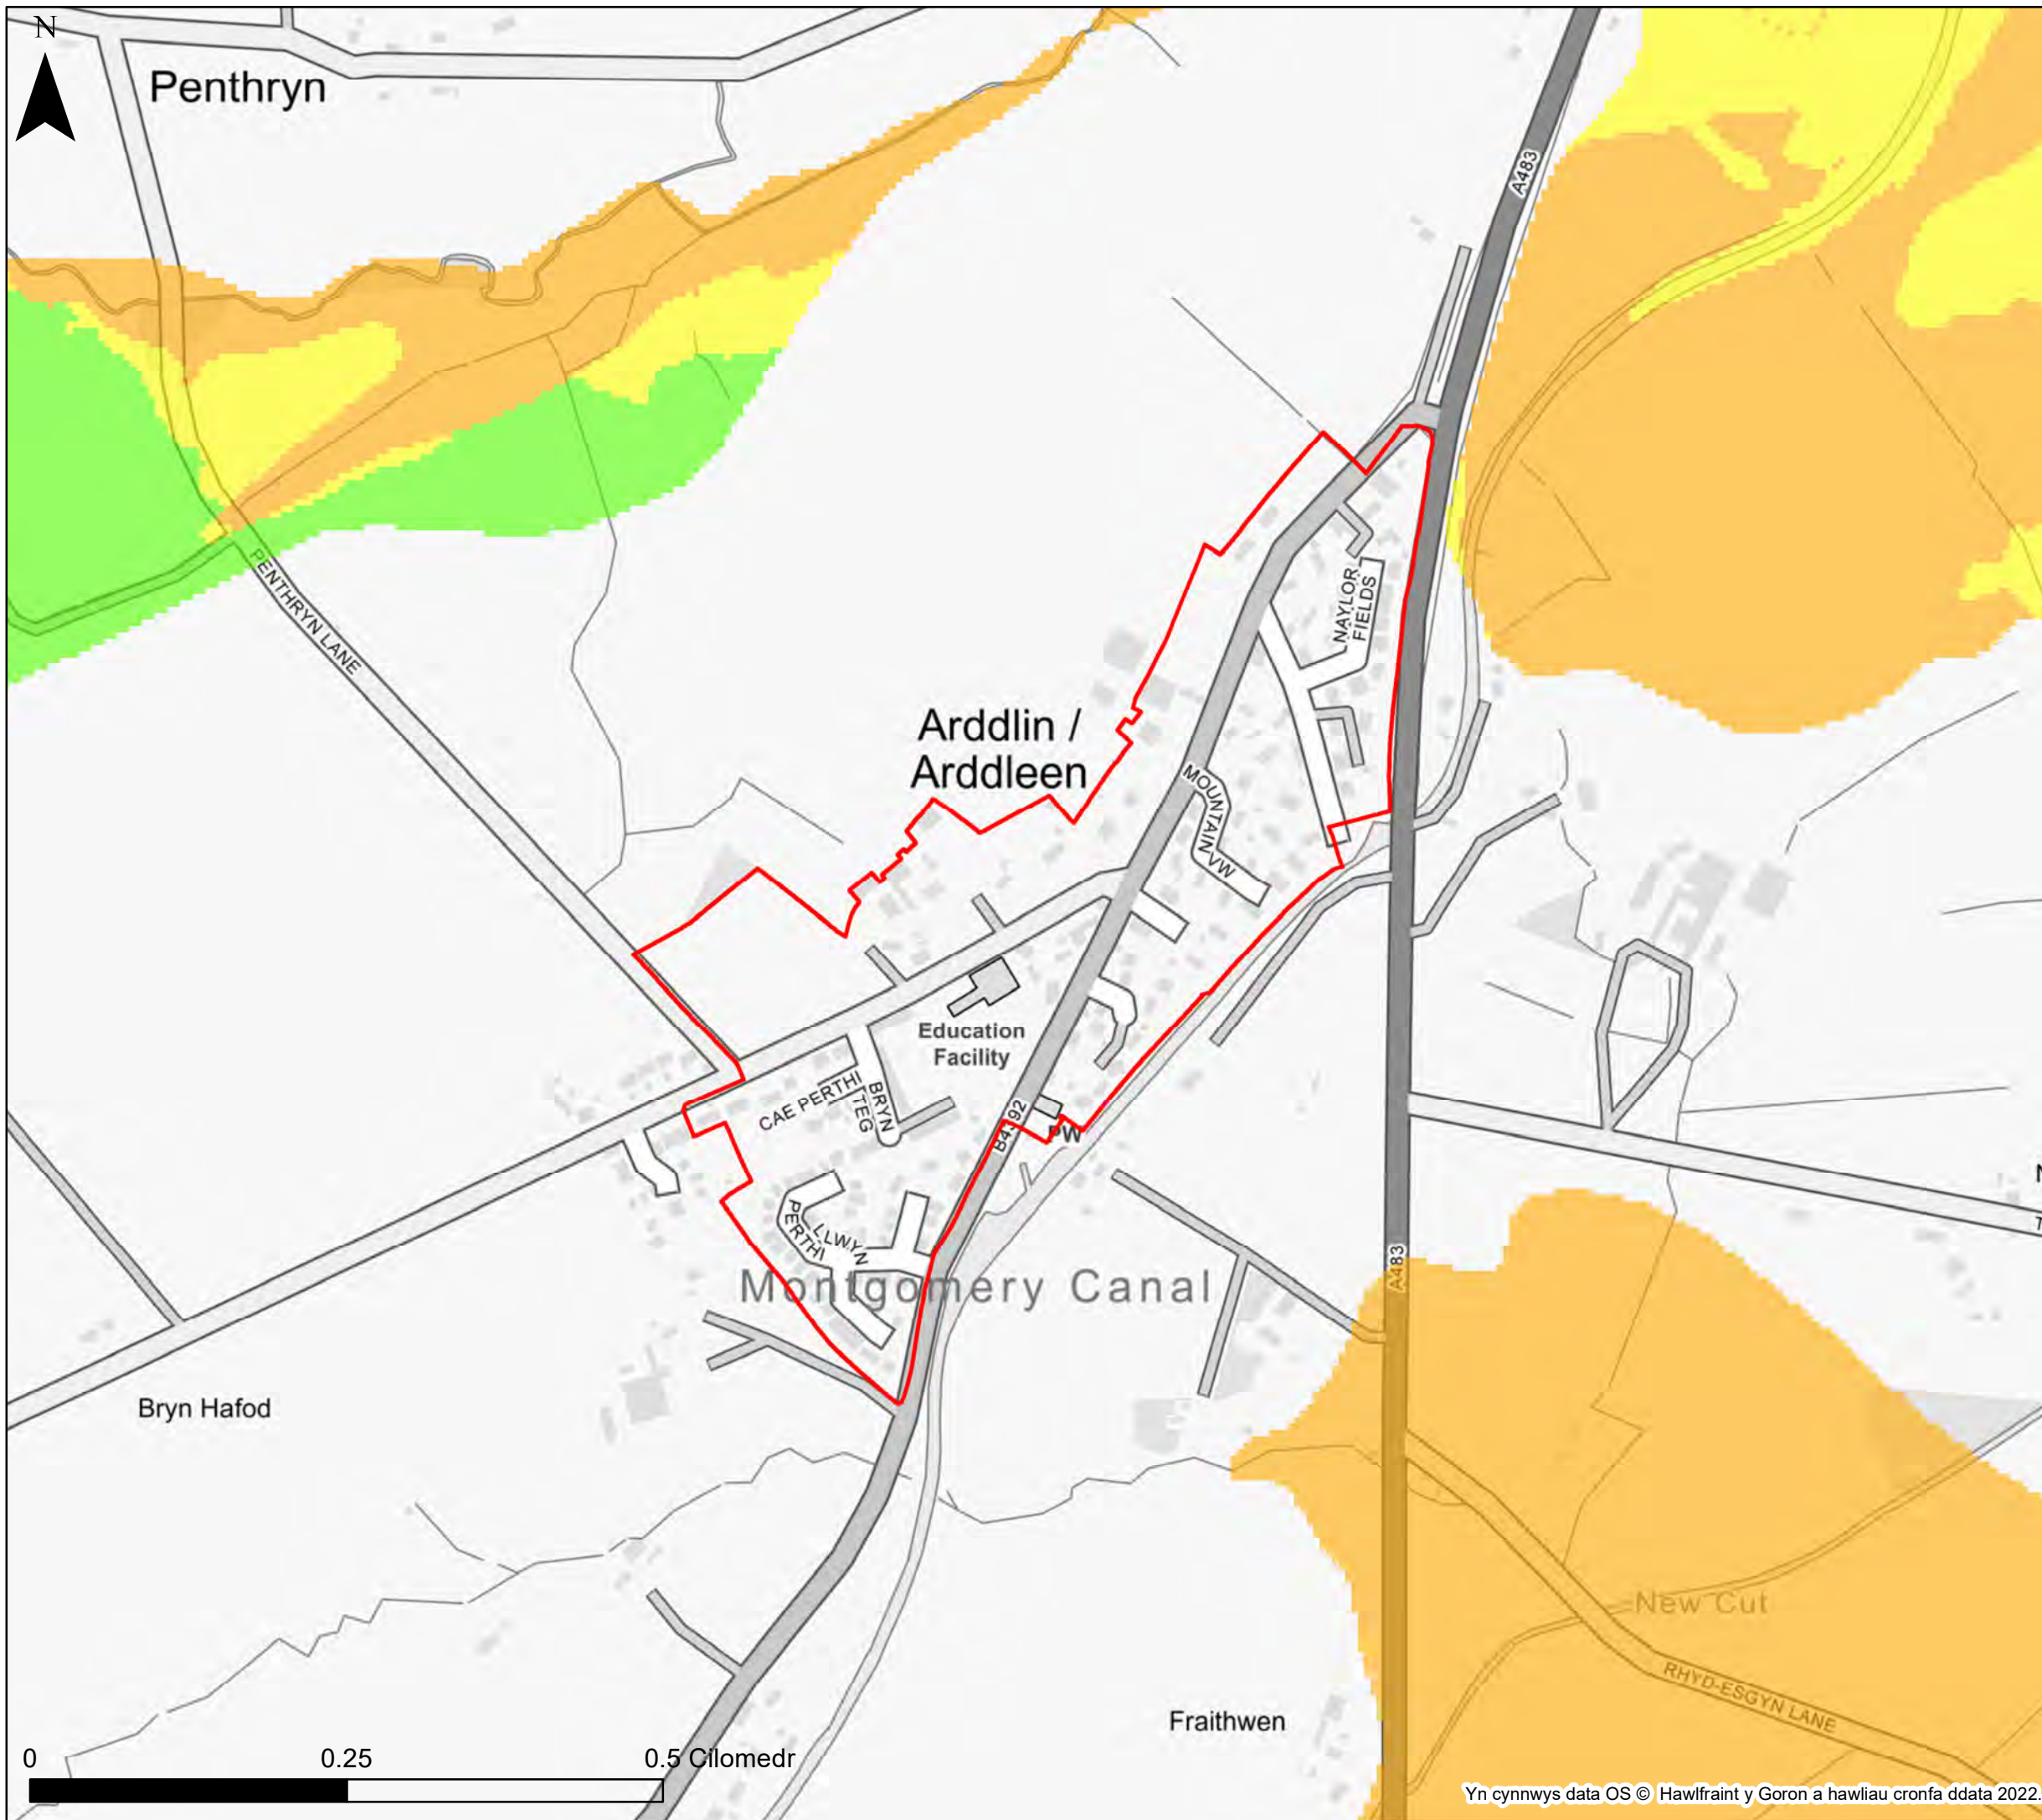 N
Penthryn
A483
PENTHRYN LANE
NAYLOR
FIELDS
Arddlin /
Arddleen
MOUNTAIN VW
Education
Facility
CAE PERTHI
BRYN
TEG
B4392
PW
LLWYN
PERTHI
Montgomery Canal
A483
Bryn Hafod
New Cut
RHYD-ESGYN LANE
Fraithwen
0 0.25 0.5 Cilomedr
Yn cynnwys data OS © Hawlfraint y Goron a hawliau cronfa ddata 2022.